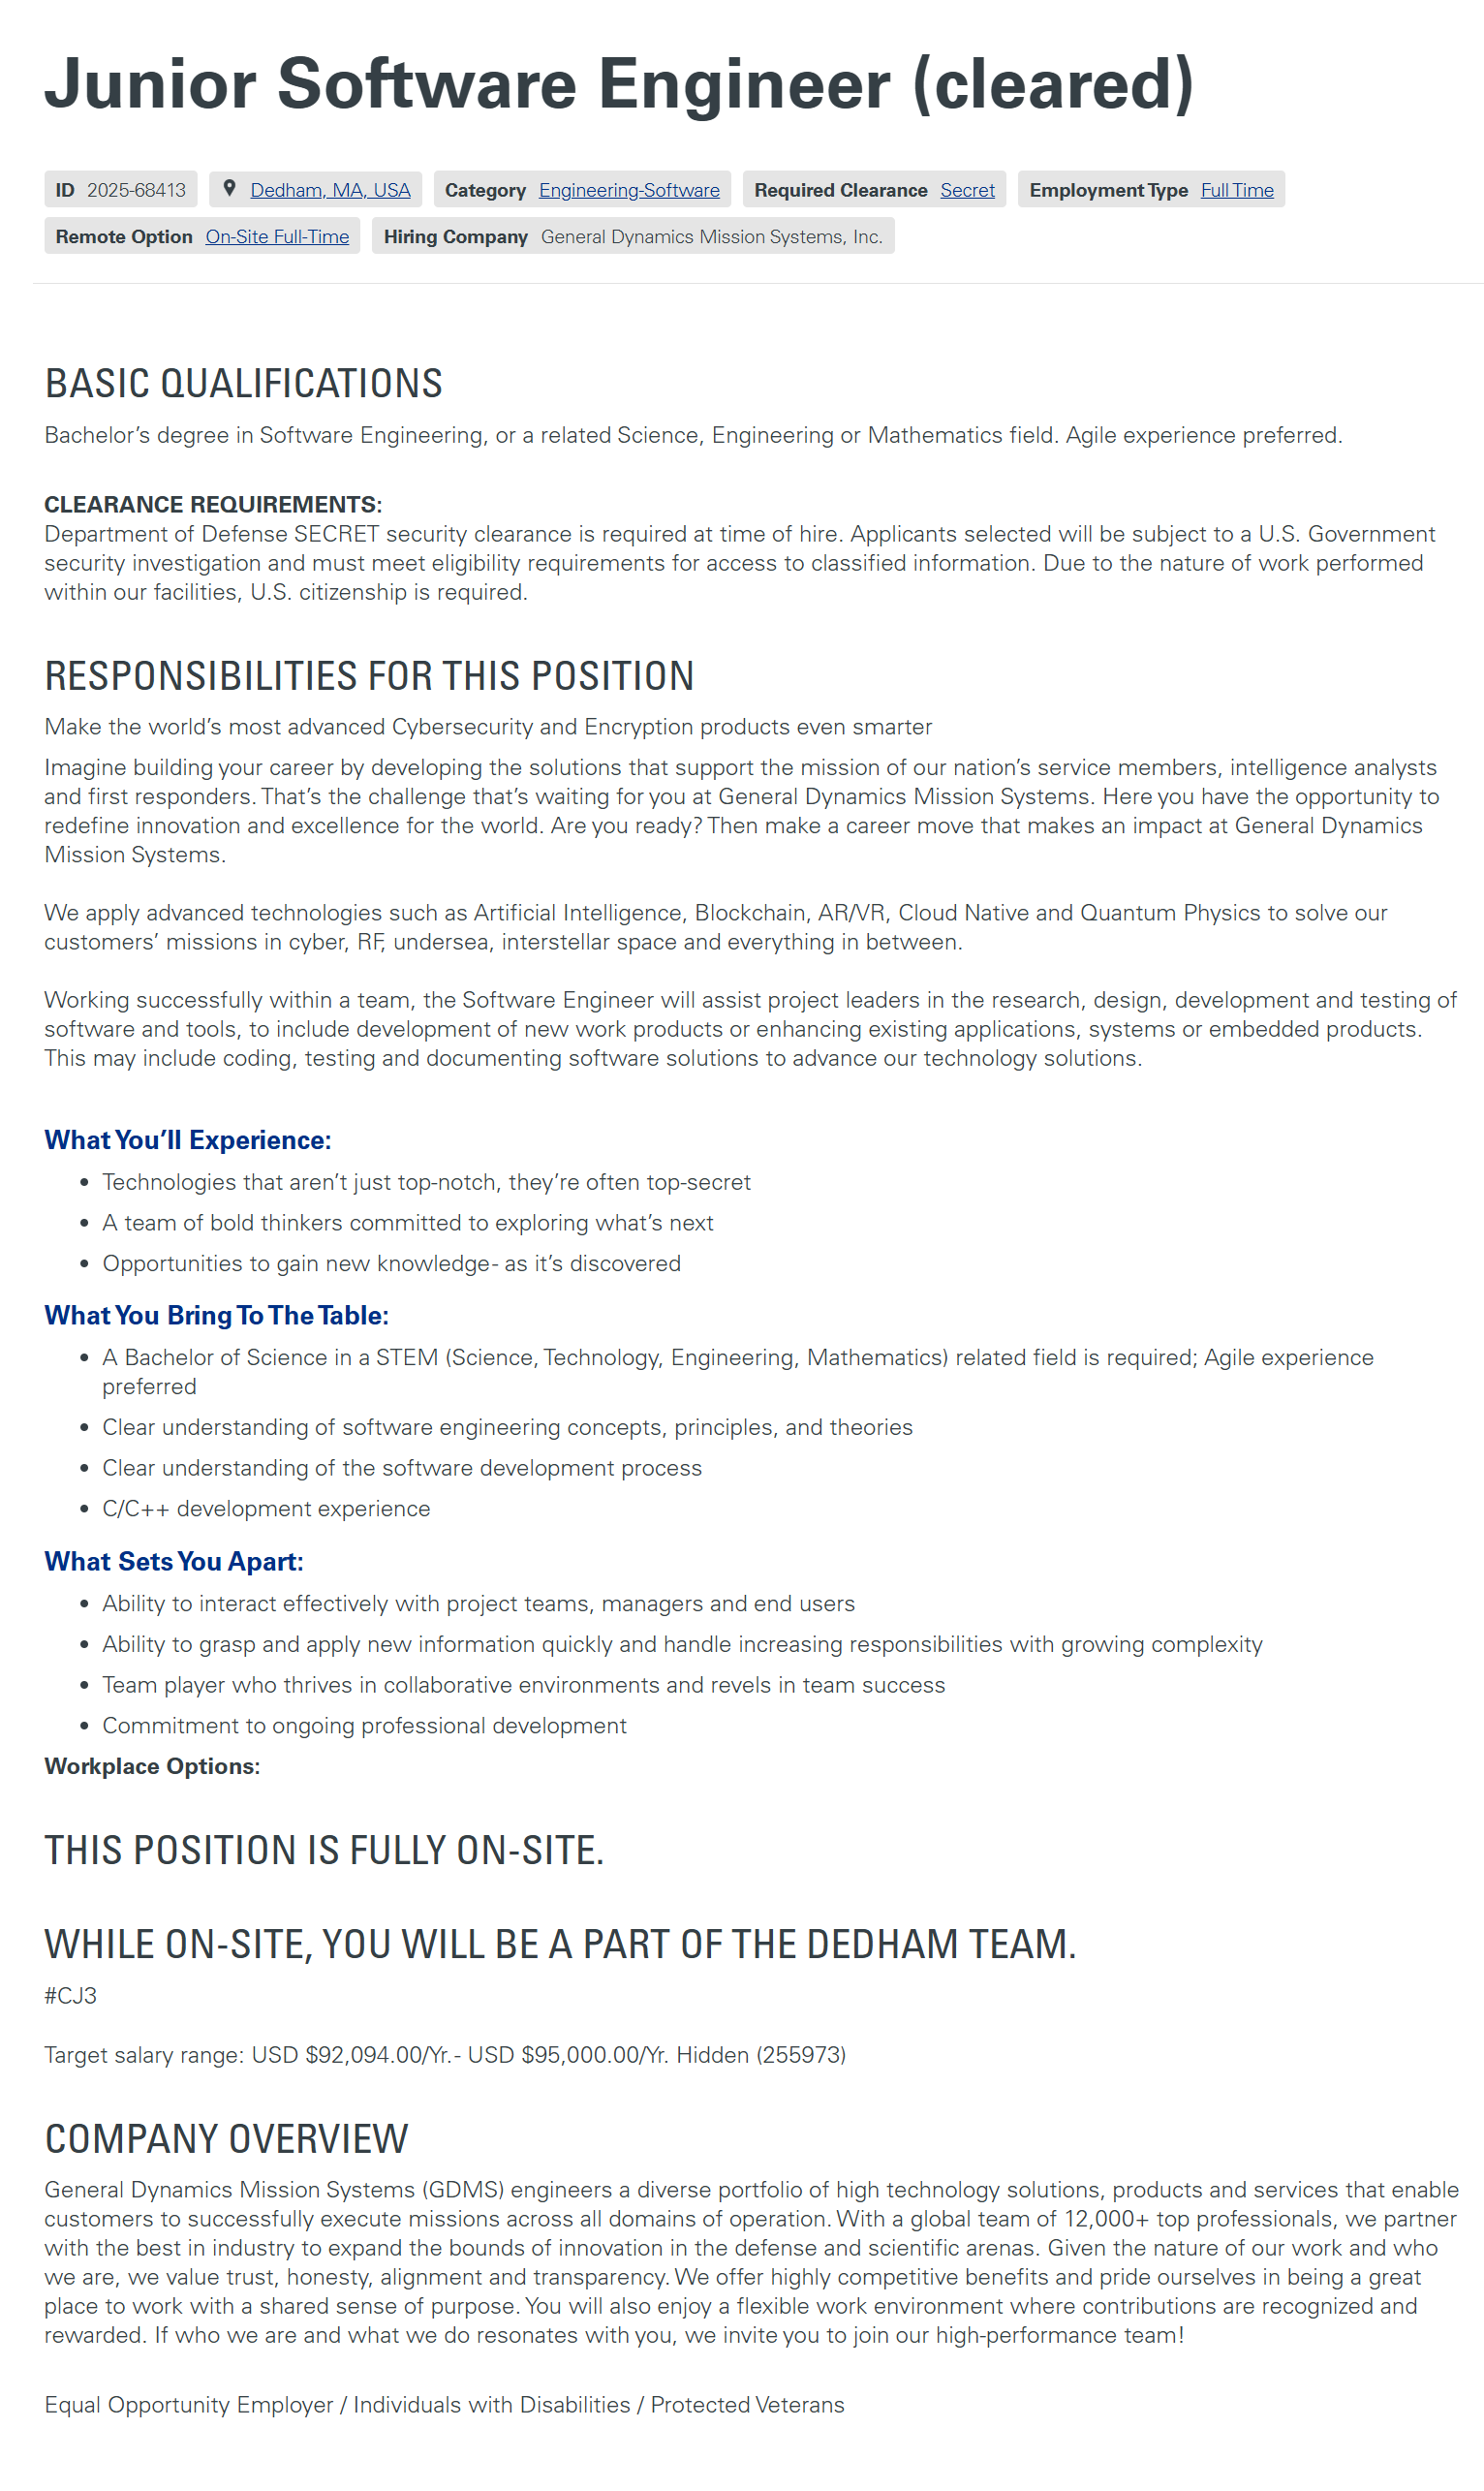 Junior Software Engineer (cleared)
ID 2025-68413 Dedham, MA, USA Category Engineering-Software Required Clearance Secret Employment Type Full Time
Remote Option On-Site Full-Time Hiring Company General Dynamics Mission Systems, Inc.
BASIC QUALIFICATIONS
Bachelor’s degree in Software Engineering, or a related Science, Engineering or Mathematics field. Agile experience preferred.
CLEARANCE REQUIREMENTS:
Department of Defense SECRET security clearance is required at time of hire. Applicants selected will be subject to a U.S. Government
security investigation and must meet eligibility requirements for access to classified information. Due to the nature of work performed
within our facilities, U.S. citizenship is required.
RESPONSIBILITIES FOR THIS POSITION
Make the world’s most advanced Cybersecurity and Encryption products even smarter
Imagine building your career by developing the solutions that support the mission of our nation’s service members, intelligence analysts
and first responders. That’s the challenge that’s waiting for you at General Dynamics Mission Systems. Here you have the opportunity to
redefine innovation and excellence for the world. Are you ready? Then make a career move that makes an impact at General Dynamics
Mission Systems.
We apply advanced technologies such as Artificial Intelligence, Blockchain, AR/VR, Cloud Native and Quantum Physics to solve our
customers’ missions in cyber, RF, undersea, interstellar space and everything in between.
Working successfully within a team, the Software Engineer will assist project leaders in the research, design, development and testing of
software and tools, to include development of new work products or enhancing existing applications, systems or embedded products.
This may include coding, testing and documenting software solutions to advance our technology solutions.
What You’ll Experience:
• Technologies that aren’t just top-notch, they’re often top-secret
• A team of bold thinkers committed to exploring what’s next
• Opportunities to gain new knowledge- as it’s discovered
What You Bring To The Table:
• A Bachelor of Science in a STEM (Science, Technology, Engineering, Mathematics) related field is required; Agile experience
preferred
• Clear understanding of software engineering concepts, principles, and theories
• Clear understanding of the software development process
• C/C++ development experience
What Sets You Apart:
• Ability to interact effectively with project teams, managers and end users
• Ability to grasp and apply new information quickly and handle increasing responsibilities with growing complexity
• Team player who thrives in collaborative environments and revels in team success
• Commitment to ongoing professional development
Workplace Options:
THIS POSITION IS FULLY ON-SITE.
WHILE ON-SITE, YOU WILL BE A PART OF THE DEDHAM TEAM.
#CJ3
Target salary range: USD $92,094.00/Yr. - USD $95,000.00/Yr. Hidden (255973)
COMPANY OVERVIEW
General Dynamics Mission Systems (GDMS) engineers a diverse portfolio of high technology solutions, products and services that enable
customers to successfully execute missions across all domains of operation. With a global team of 12,000+ top professionals, we partner
with the best in industry to expand the bounds of innovation in the defense and scientific arenas. Given the nature of our work and who
we are, we value trust, honesty, alignment and transparency. We offer highly competitive benefits and pride ourselves in being a great
place to work with a shared sense of purpose. You will also enjoy a flexible work environment where contributions are recognized and
rewarded. If who we are and what we do resonates with you, we invite you to join our high-performance team!
Equal Opportunity Employer / Individuals with Disabilities / Protected Veterans